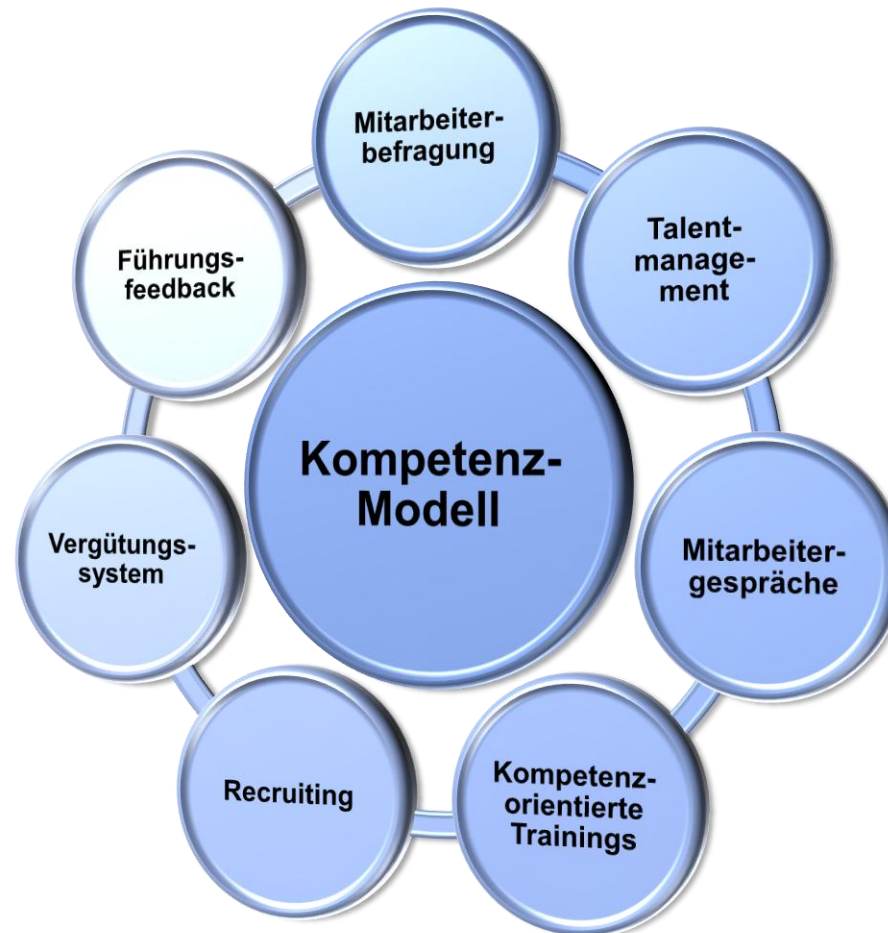 Mitarbeiter-
befragung
Talent-
manage-
ment
Mitarbeiter-
gespräche
Kompetenz-
orientierte
Trainings
Recruiting
Vergütungs-
system
Führungs-
feedback
Kompetenz-
Modell